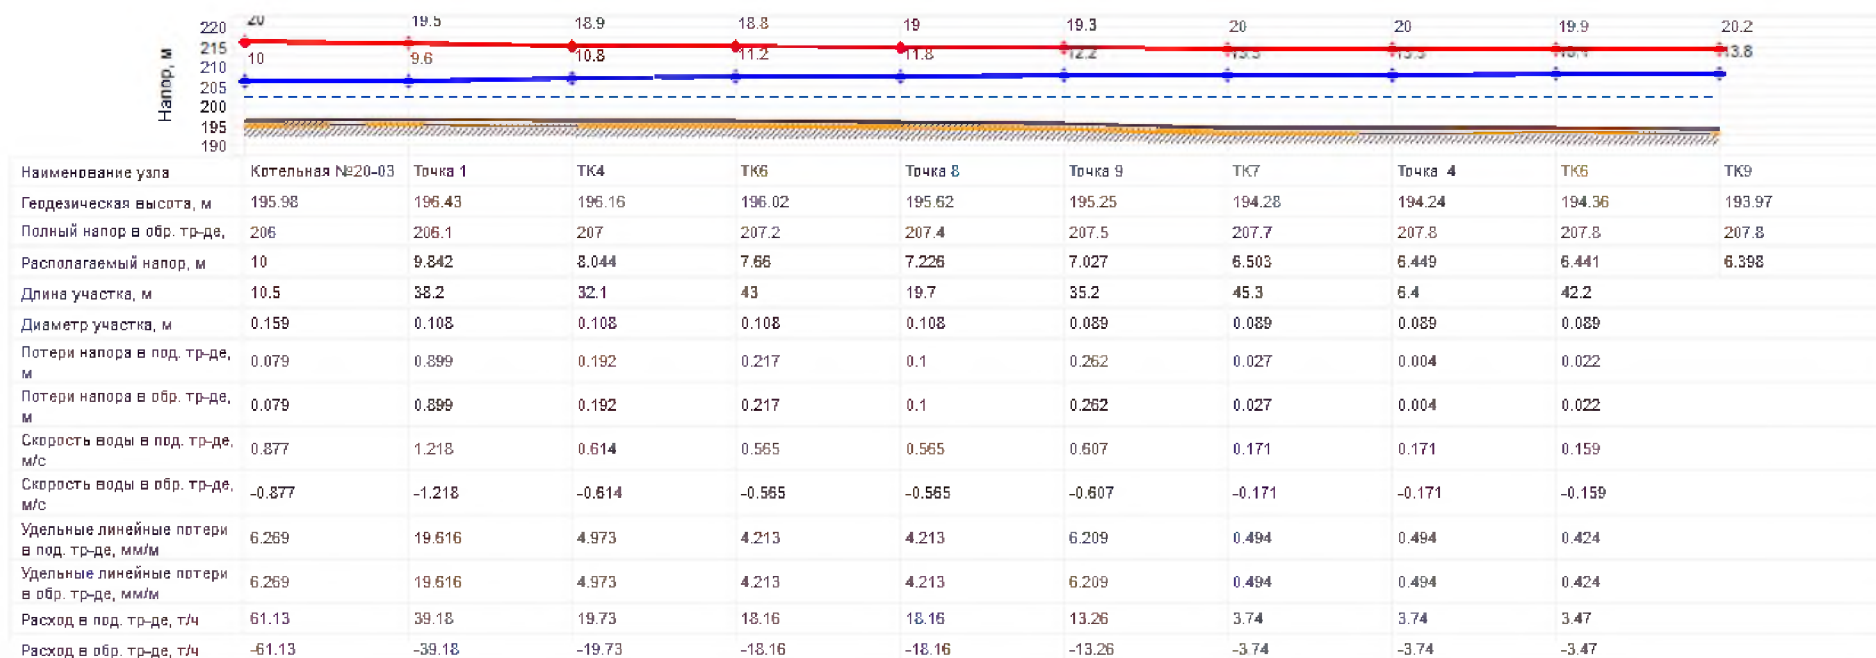 20 19.5 18.9 18.8 19 19.3 20 20 19.9 20.2
220
215
210
205
200
195
190
Напор, м
10 9.6 10.8 11.2 11.8 12.2 13.8
Наименование узла Котельная №20-03 Точка 1 ТК4 ТК6 Точка 8 Точка 9 ТК7 Точка 4 ТК6 ТК9
Геодезическая высота, м 195.98 196.43 196.16 196.02 195.62 195.25 194.28 194.24 194.36 193.97
Полный напор в обр. тр-де, 206 206.1 207 207.2 207.4 207.5 207.7 207.8 207.8 207.8
Располагаемый напор, м 10 9.842 8.044 7.66 7.226 7.027 6.503 6.449 6.441 6.398
Длина участка, м 10.5 38.2 32.1 43 19.7 35.2 45.3 6.4 42.2
Диаметр участка, м 0.159 0.108 0.108 0.108 0.108 0.089 0.089 0.089 0.089
Потери напора в под. тр-де,
м 0.079 0.899 0.192 0.217 0.1 0.262 0.027 0.004 0.022
Потери напора в обр. тр-де,
м 0.079 0.899 0.192 0.217 0.1 0.262 0.027 0.004 0.022
Скорость воды в под. тр-де,
м/с 0.877 1.218 0.614 0.565 0.565 0.607 0.171 0.171 0.159
Скорость воды в обр. тр-де,
м/с -0.877 -1.218 -0.614 -0.565 -0.565 -0.607 -0.171 -0.171 -0.159
Удельные линейные потери
в под. тр-де, мм/м 6.269 19.616 4.973 4.213 4.213 6.209 0.494 0.494 0.424
Удельные линейные потери
в обр. тр-де, мм/м 6.269 19.616 4.973 4.213 4.213 6.209 0.494 0.494 0.424
Расход в под. тр-де, т/ч 61.13 39.18 19.73 18.16 18.16 13.26 3.74 3.74 3.47
Расход в обр. тр-де, т/ч -61.13 -39.18 -19.73 -18.16 -18.16 -13.26 -3.74 -3.74 -3.47